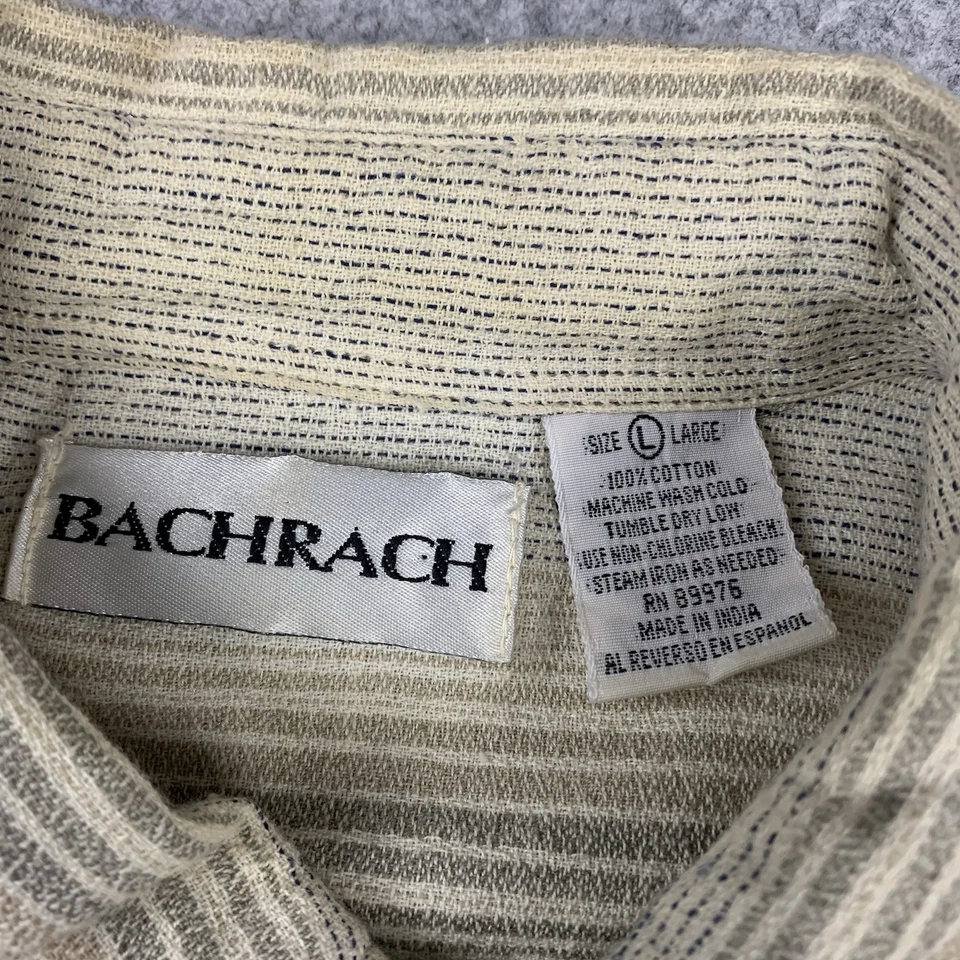 BACHRACH
SIZE L LARGE
100% COTTON
MACHINE WASH COLD
TUMBLE DRY LOW
USE NON-CHLORINE BLEACH
STEAM IRON AS NEEDED
RN 89976
MADE IN INDIA
AL REVERSO EN ESPANOL